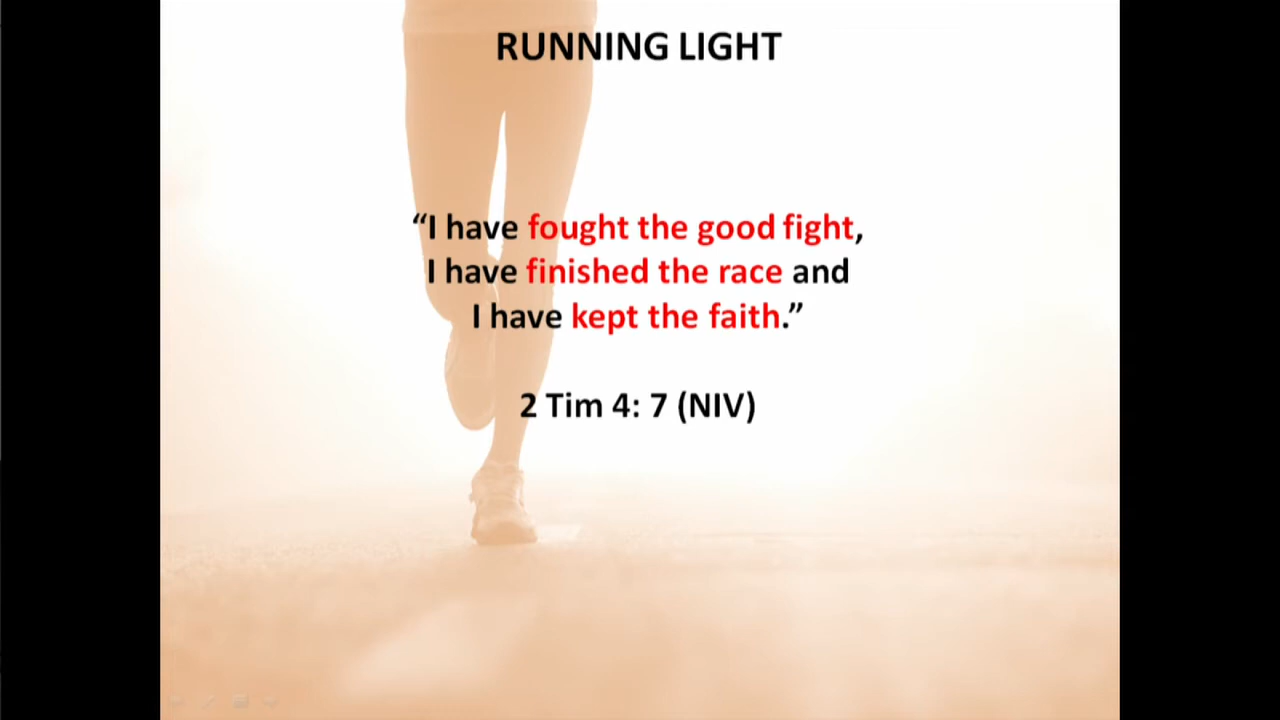 RUNNING LIGHT
“I have fought the good fight,
I have finished the race and
I have kept the faith.”
2 Tim 4: 7 (NIV)